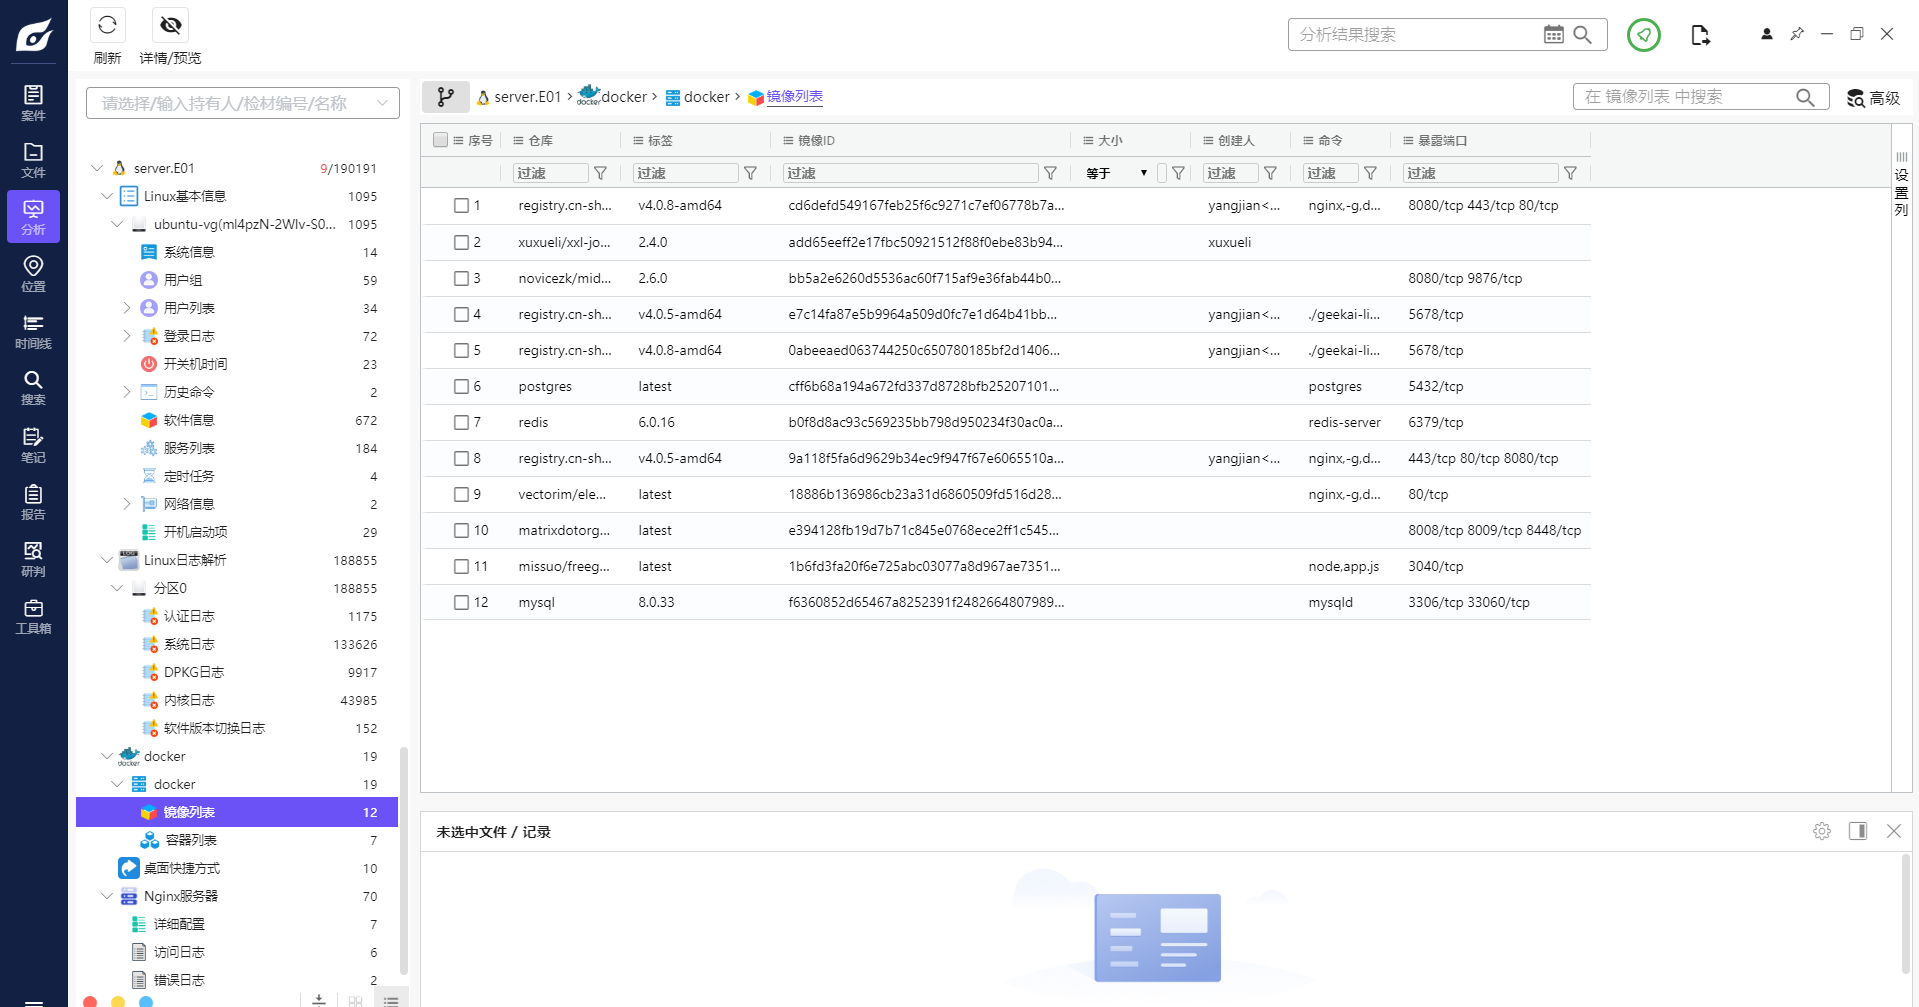 刷新
详情/预览
分析结果搜索
案件
文件
分析
位置
时间线
搜索
笔记
报告
研判
工具箱
请选择/输入持有人/检材编号/名称
server.E01 9/190191
Linux基本信息 1095
ubuntu-vg(ml4pzN-2WIv-S0... 1095
系统信息 14
用户组 59
用户列表 34
登录日志 72
开关机时间 23
历史命令 2
软件信息 672
服务列表 184
定时任务 4
网络信息 2
开机启动项 29
Linux日志解析 188855
分区0 188855
认证日志 1175
系统日志 133626
DPKG日志 9917
内核日志 43985
软件版本切换日志 152
docker 19
docker 19
镜像列表 12
容器列表 7
桌面快捷方式 10
Nginx服务器 70
详细配置 7
访问日志 6
错误日志 2
server.E01 › docker › docker › 镜像列表
在 镜像列表 中搜索
高级
序号 仓库 标签 镜像ID 大小 创建人 命令 暴露端口
过滤 过滤 过滤 等于 过滤 过滤 过滤
1 registry.cn-sh... v4.0.8-amd64 cd6defd549167feb25f6c9271c7ef06778b7a... yangjian<... nginx,-g,d... 8080/tcp 443/tcp 80/tcp
2 xuxueli/xxl-jo... 2.4.0 add65eeff2e17fbc50921512f88f0ebe83b94... xuxueli
3 novicezk/mid... 2.6.0 bb5a2e6260d5536ac60f715af9e36fab44b0... 8080/tcp 9876/tcp
4 registry.cn-sh... v4.0.5-amd64 e7c14fa87e5b9964a509d0fc7e1d64b41bb... yangjian<... ./geekai-li... 5678/tcp
5 registry.cn-sh... v4.0.8-amd64 0abeeaed063744250c650780185bf2d1406... yangjian<... ./geekai-li... 5678/tcp
6 postgres latest cff6b68a194a672fd337d8728bfb25207101... postgres 5432/tcp
7 redis 6.0.16 b0f8d8ac93c569235bb798d950234f30ac0a... redis-server 6379/tcp
8 registry.cn-sh... v4.0.5-amd64 9a118f5fa6d9629b34ec9f947f67e6065510a... yangjian<... nginx,-g,d... 443/tcp 80/tcp 8080/tcp
9 vectorim/ele... latest 18886b136986cb23a31d6860509fd516d28... nginx,-g,d... 80/tcp
10 matrixdotorg... latest e394128fb19d7b71c845e0768ece2ff1c545... 8008/tcp 8009/tcp 8448/tcp
11 missuo/freeg... latest 1b6fd3fa20f6e725abc03077a8d967ae7351... node,app.js 3040/tcp
12 mysql 8.0.33 f6360852d65467a8252391f2482664807989... mysqld 3306/tcp 33060/tcp
设置列
未选中文件 / 记录